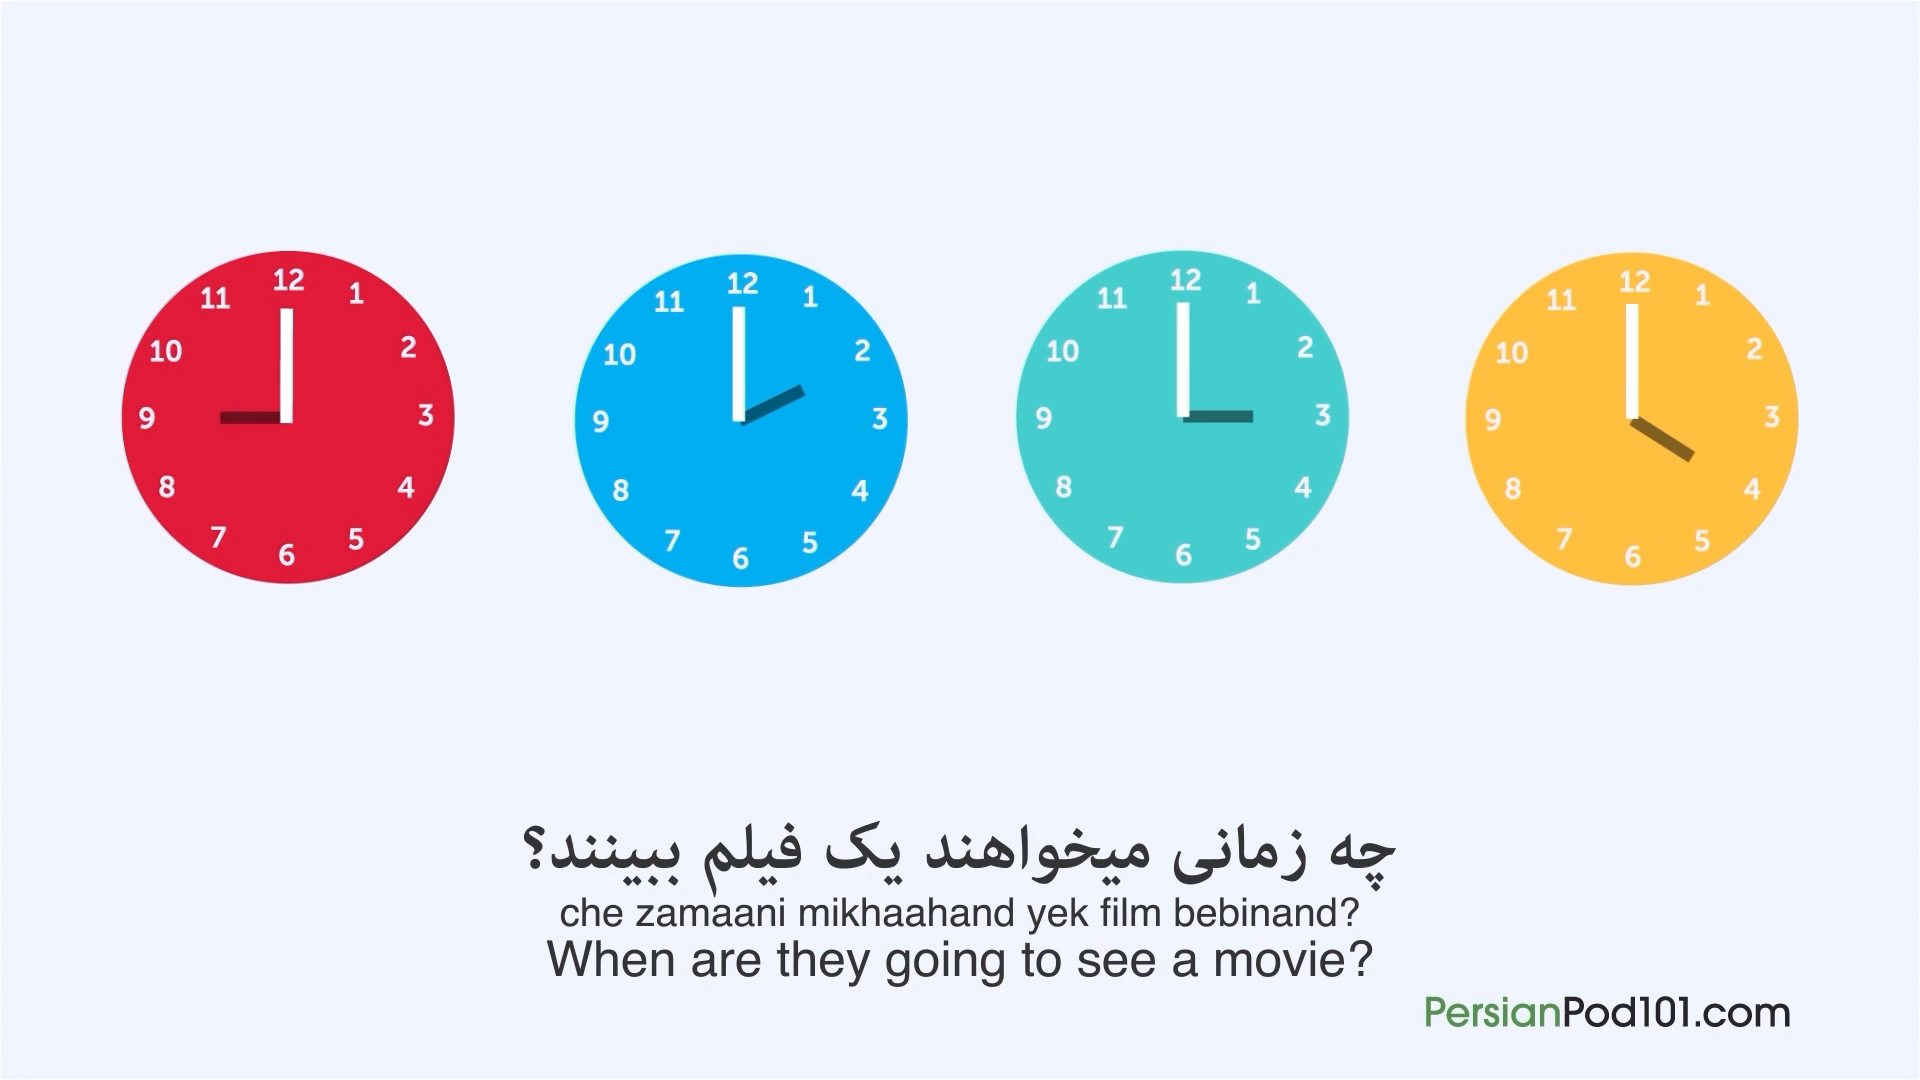 12 1 2 3 4 5 6 7 8 9 10 11
12 1 2 3 4 5 6 7 8 9 10 11
12 1 2 3 4 5 6 7 8 9 10 11
12 1 2 3 4 5 6 7 8 9 10 11
چه زمانی میخواهند یک فیلم ببینند؟
che zamaani mikhaahand yek film bebinand?
When are they going to see a movie?
PersianPod101.com